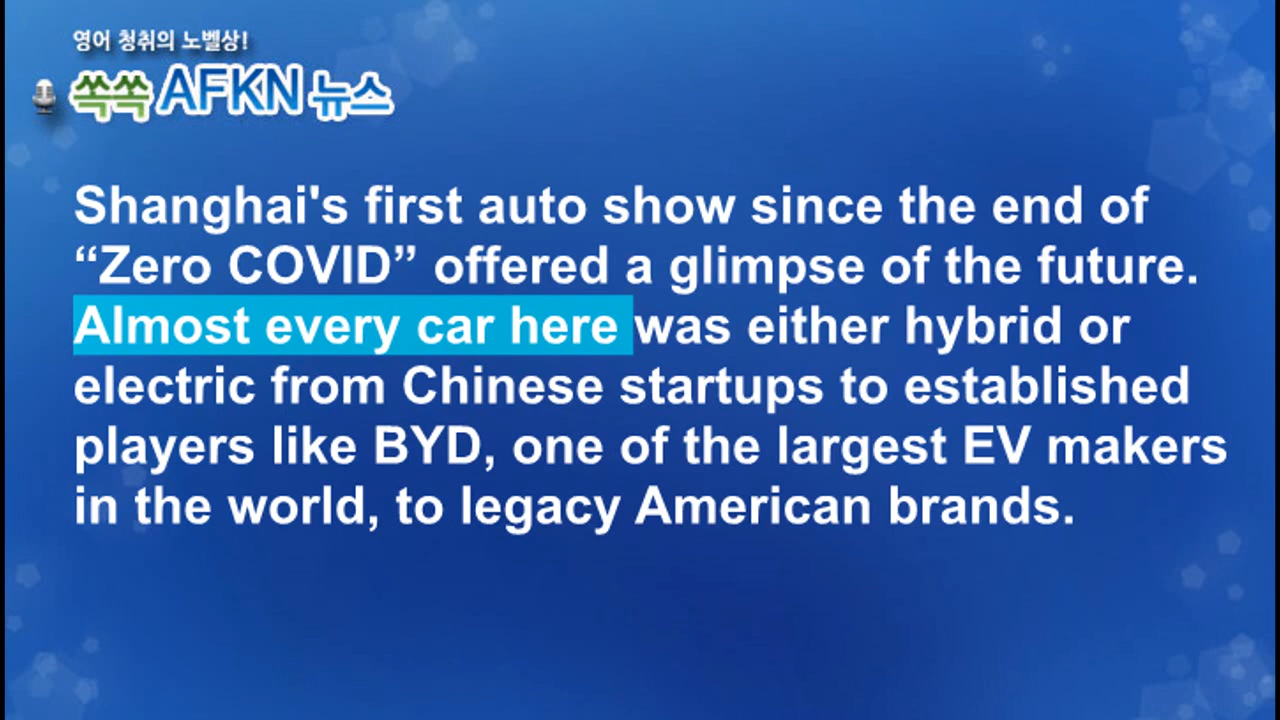 영어 청취의 노벨상!
쏙쏙 AFKN 뉴스
Shanghai's first auto show since the end of
“Zero COVID” offered a glimpse of the future.
Almost every car here was either hybrid or
electric from Chinese startups to established
players like BYD, one of the largest EV makers
in the world, to legacy American brands.